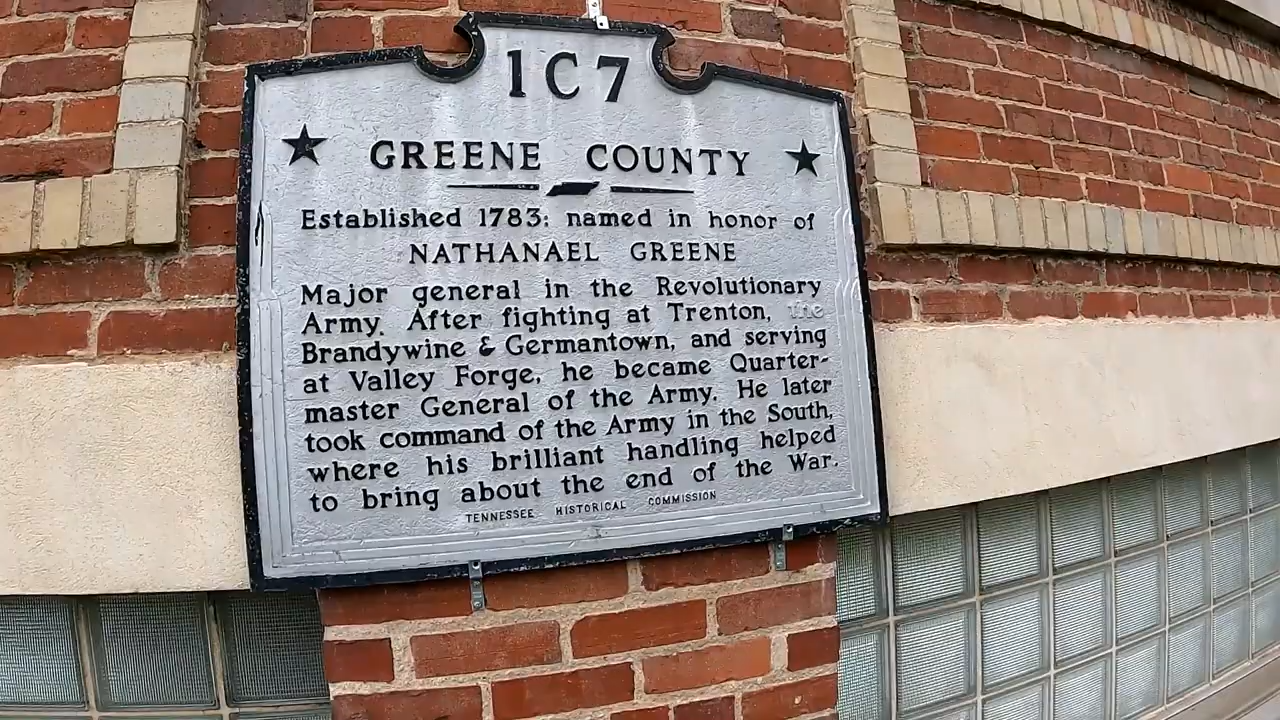 1C7
GREENE COUNTY
Established 1783: named in honor of
NATHANAEL GREENE
Major general in the Revolutionary
Army. After fighting at Trenton, the
Brandywine & Germantown, and serving
at Valley Forge, he became Quarter-
master General of the Army. He later
took command of the Army in the South,
where his brilliant handling helped
to bring about the end of the War.
TENNESSEE HISTORICAL COMMISSION